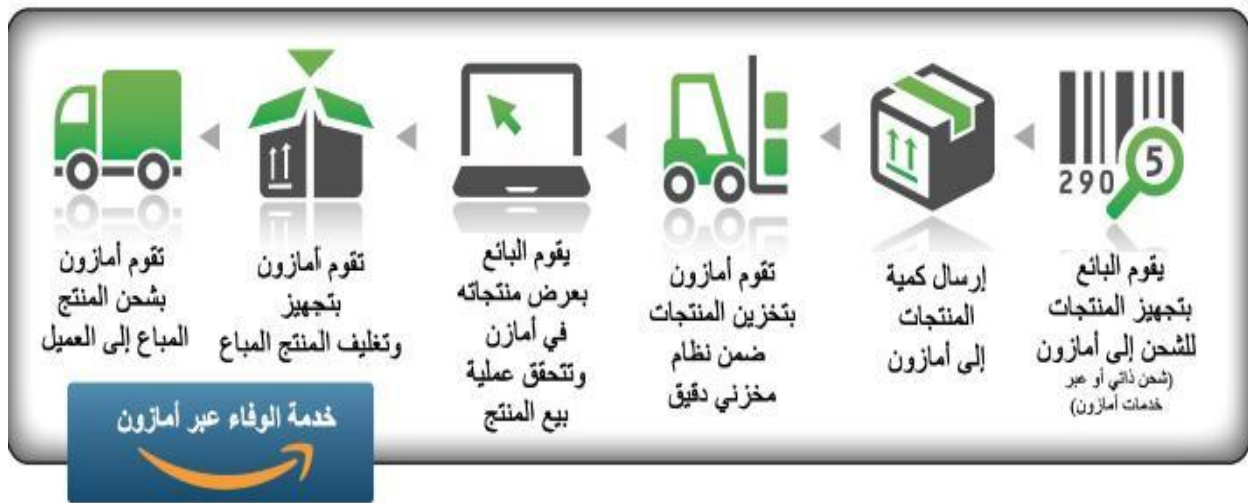 290
5
يقوم البائع
بتجهيز المنتجات
للشحن إلى أمازون
(شحن ذاتي أو عبر
خدمات أمازون)
إرسال كمية
المنتجات
إلى أمازون
تقوم أمازون
بتخزين المنتجات
ضمن نظام
مخزني دقيق
يقوم البائع
بعرض منتجاته
في أمازن
وتتحقق عملية
بيع المنتج
تقوم أمازون
بتجهيز
وتغليف المنتج المباع
تقوم أمازون
بشحن المنتج
المباع إلى العميل
خدمة الوفاء عبر أمازون